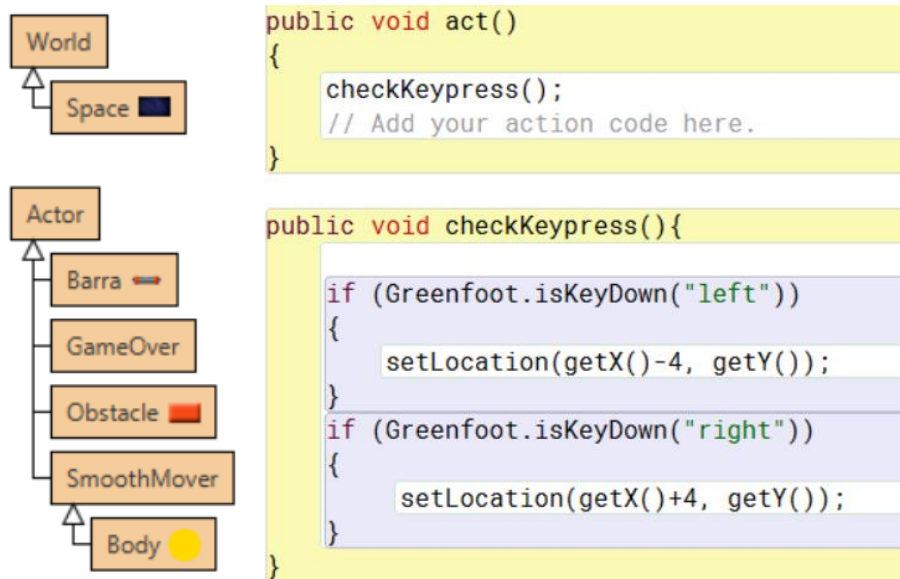 World
Space
Actor
Barra
GameOver
Obstacle
SmoothMover
Body
public void act()
{
checkKeypress();
// Add your action code here.
}
public void checkKeypress(){
if (Greenfoot.isKeyDown("left"))
{
setLocation(getX()-4, getY());
}
if (Greenfoot.isKeyDown("right"))
{
setLocation(getX()+4, getY());
}
}